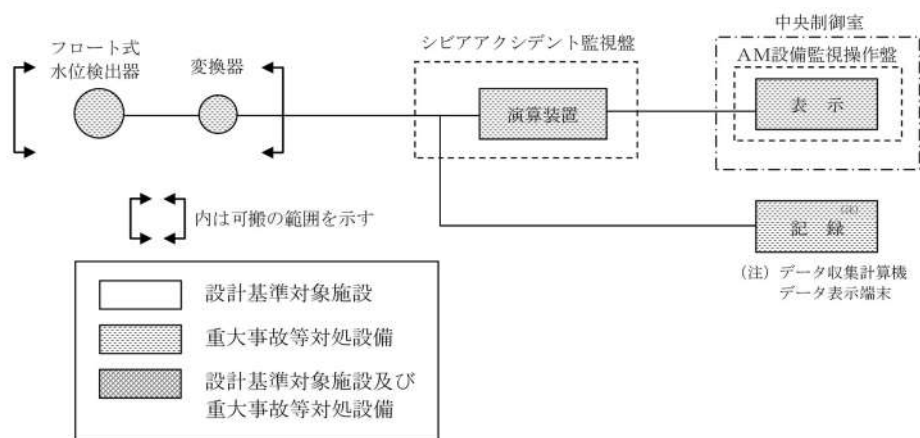 中央制御室
シビアアクシデント監視盤
AM設備監視操作盤
フロート式
水位検出器
変換器
演算装置
表 示
記 録(注)
内は可搬の範囲を示す
(注) データ収集計算機
データ表示端末
設計基準対象施設
重大事故等対処設備
設計基準対象施設及び
重大事故等対処設備